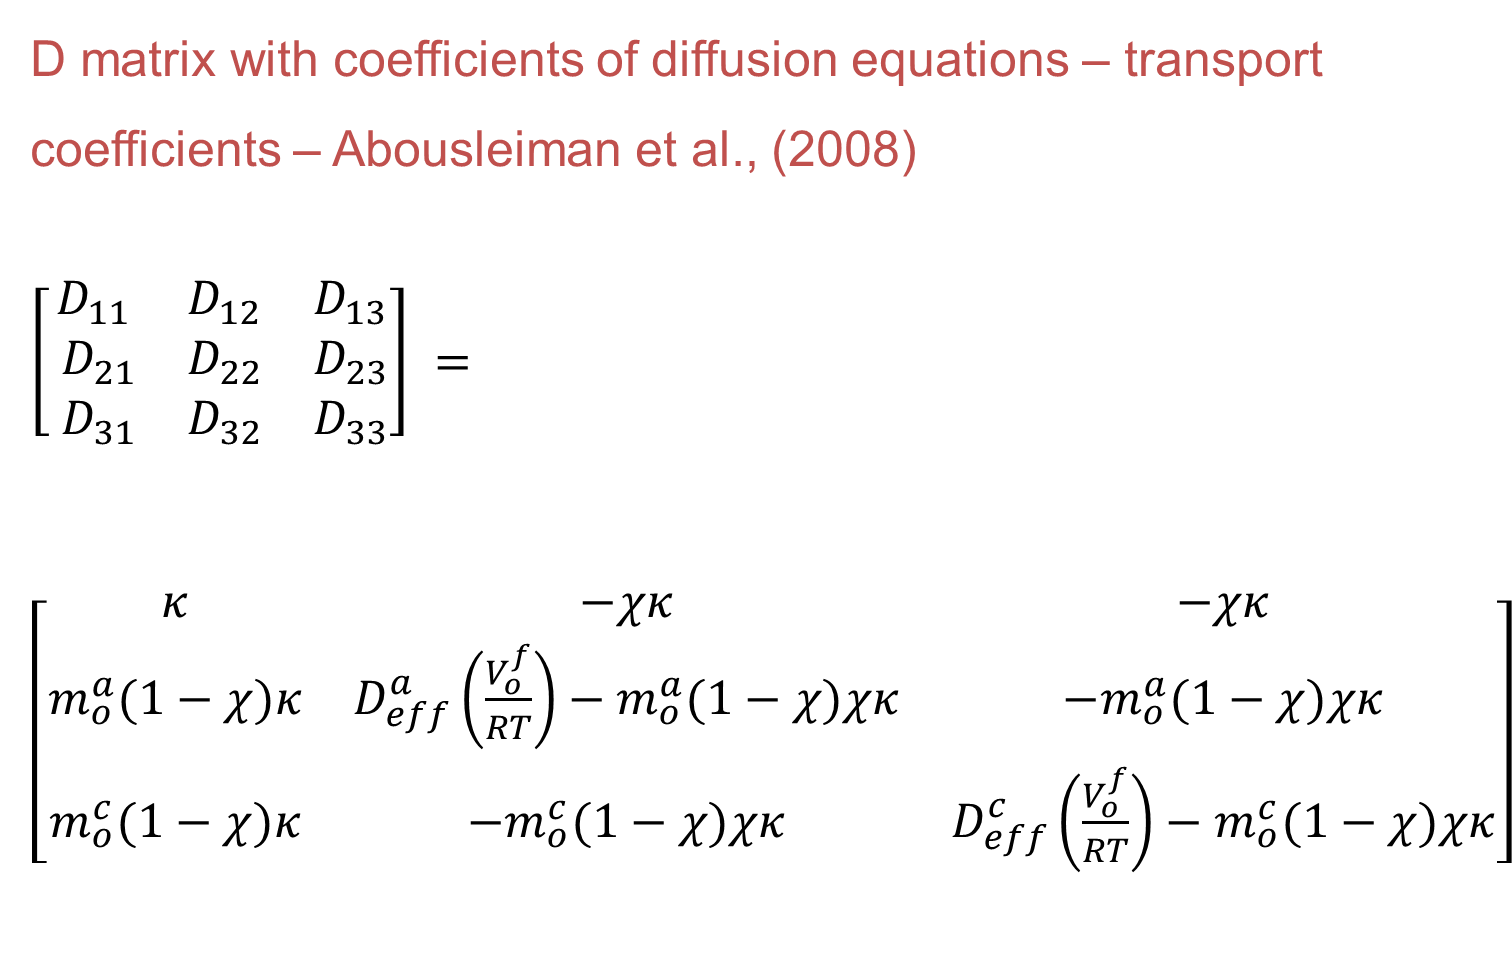 D matrix with coefficients of diffusion equations – transport
coefficients – Abousleiman et al., (2008)
[D₁₁ D₁₂ D₁₃
D₂₁ D₂₂ D₂₃ =
D₃₁ D₃₂ D₃₃]
[κ −χκ −χκ
m_o^a(1 − χ)κ D_eff^a (V_o^f/RT) − m_o^a(1 − χ)χκ −m_o^a(1 − χ)χκ
m_o^c(1 − χ)κ −m_o^c(1 − χ)χκ D_eff^c (V_o^f/RT) − m_o^c(1 − χ)χκ]